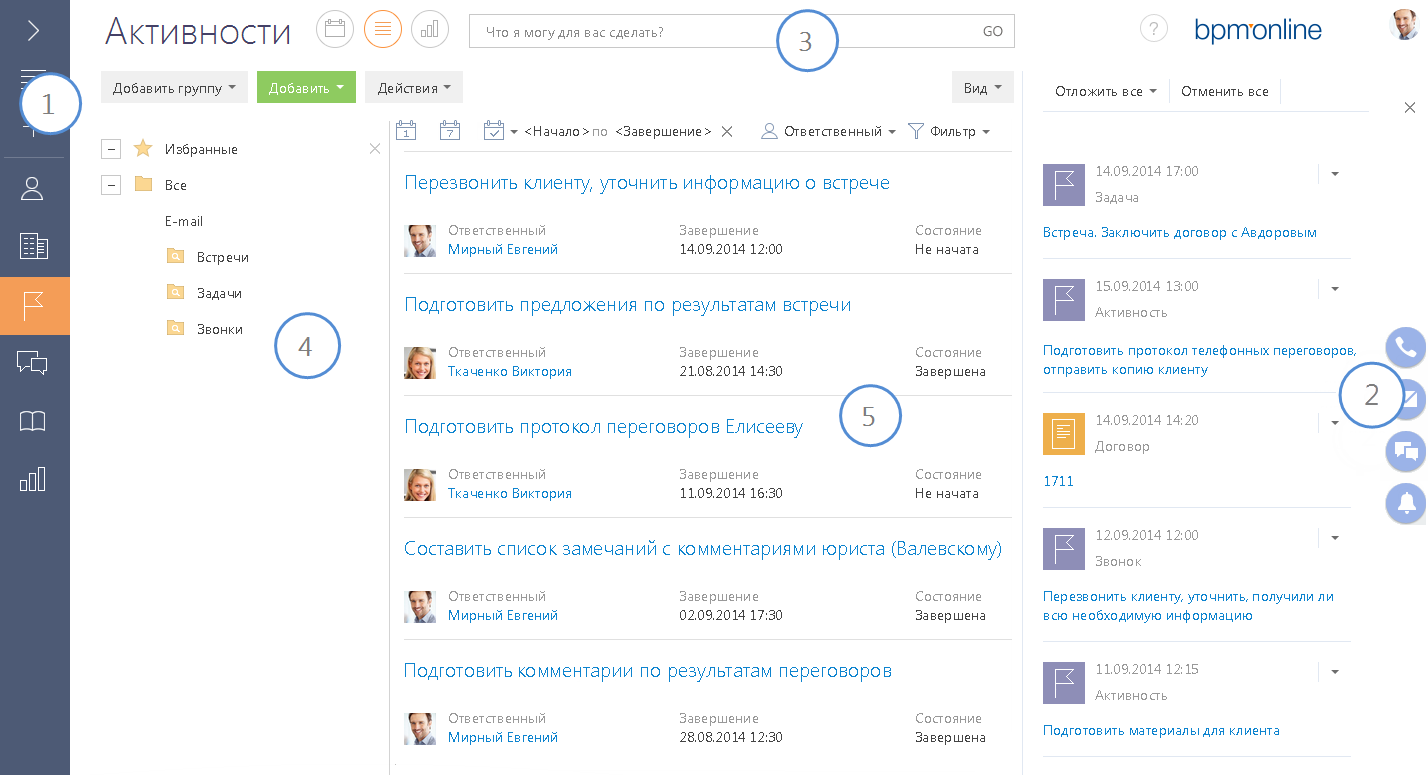 Активности
Что я могу для вас сделать?
GO
3
?
bpmonline
1
Добавить группу
Добавить
Действия
Вид
Избранные
Все
E-mail
Встречи
Задачи
Звонки
4
1
7
<Начало> по <Завершение>
Ответственный
Фильтр
Перезвонить клиенту, уточнить информацию о встрече
Ответственный Завершение Состояние
Мирный Евгений 14.09.2014 12:00 Не начата
Подготовить предложения по результатам встречи
Ответственный Завершение Состояние
Ткаченко Виктория 21.08.2014 14:30 Завершена
5
Подготовить протокол переговоров Елисееву
Ответственный Завершение Состояние
Ткаченко Виктория 11.09.2014 16:30 Не начата
Составить список замечаний с комментариями юриста (Валевскому)
Ответственный Завершение Состояние
Мирный Евгений 02.09.2014 17:30 Завершена
Подготовить комментарии по результатам переговоров
Ответственный Завершение Состояние
Мирный Евгений 28.08.2014 12:30 Завершена
Отложить все
Отменить все
14.09.2014 17:00
Задача
Встреча. Заключить договор с Авдоровым
15.09.2014 13:00
Активность
Подготовить протокол телефонных переговоров,
отправить копию клиенту
2
14.09.2014 14:20
Договор
1711
12.09.2014 12:00
Звонок
Перезвонить клиенту, уточнить, получили ли
всю необходимую информацию
11.09.2014 12:15
Активность
Подготовить материалы для клиента